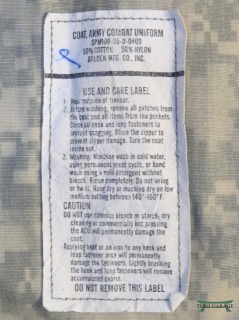 COAT, ARMY COMBAT UNIFORM
SPM100-05-D-0405
50% COTTON 50% NYLON
GOLDEN MFG. CO., INC.
USE AND CARE LABEL
1. Wear outside of trouser.
2. Before washing, remove all patches from
the coat and all items from the pockets.
Close all hook and loop fasteners to
prevent snagging. Close the zipper to
prevent zipper damage. Turn the coat
inside out.
2. Washing. Machine wash in cold water,
using permanent press cycle, or hand
wash using a mild detergent without
bleach. Rinse completely. Do not wring
or twist. Hang dry or machine dry on low
medium setting between 140°-160°F.
CAUTION
DO NOT use chlorine bleach or starch, dry
cleaning or commercially hot pressing
the ACU will permanently damage the
coat.
Applying heat or an iron to any hook and
loop fastener area will permanently
damage the fasteners. Lightly brushing
the hook and loop fasteners will remove
accumulated debris.
DO NOT REMOVE THIS LABEL